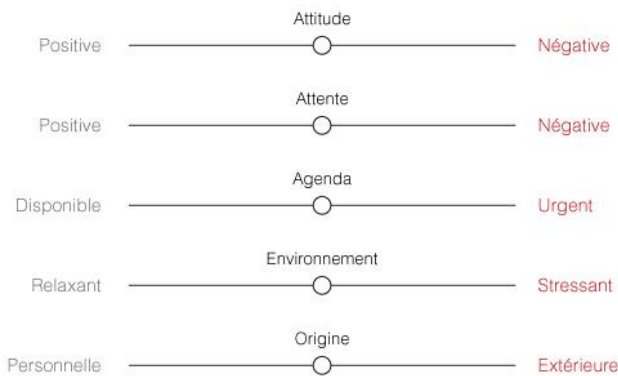 Attitude
Positive Négative
Attente
Positive Négative
Agenda
Disponible Urgent
Environnement
Relaxant Stressant
Origine
Personnelle Extérieure